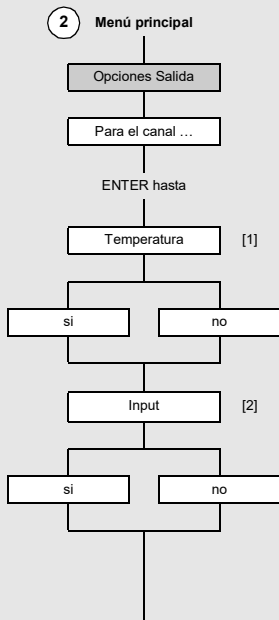 2 Menú principal
Opciones Salida
Para el canal …
ENTER hasta
Temperatura [1]
si no
Input [2]
si no